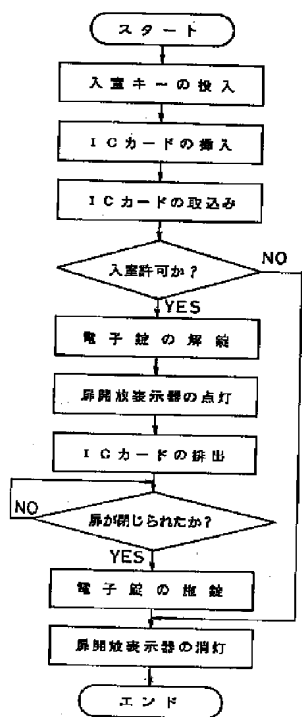 スタート
入室キーの投入
ICカードの挿入
ICカードの取込み
入室許可か？
NO
YES
電子錠の解錠
扉開放表示器の点灯
ICカードの排出
扉が閉じられたか？
NO
YES
電子錠の施錠
扉開放表示器の消灯
エンド